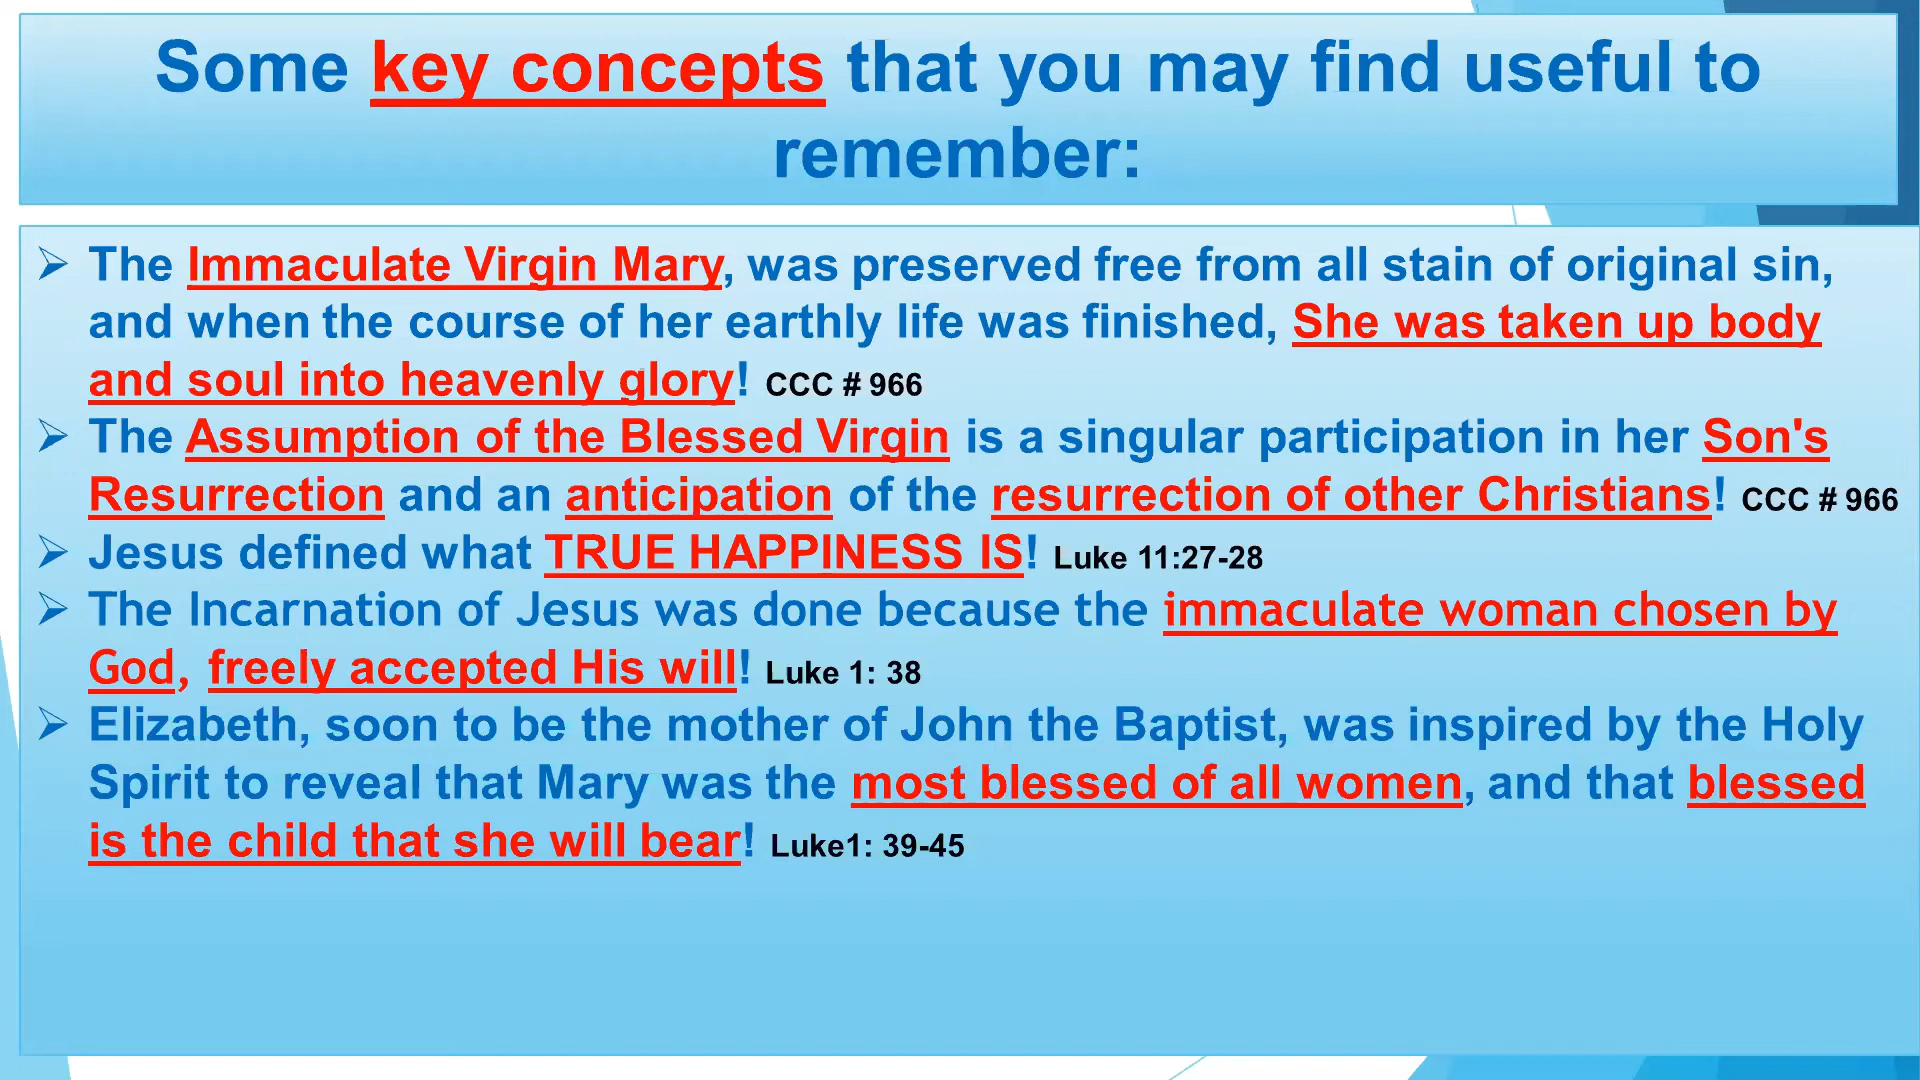 Some key concepts that you may find useful to
remember:
➢ The Immaculate Virgin Mary, was preserved free from all stain of original sin,
and when the course of her earthly life was finished, She was taken up body
and soul into heavenly glory! CCC # 966
➢ The Assumption of the Blessed Virgin is a singular participation in her Son's
Resurrection and an anticipation of the resurrection of other Christians! CCC # 966
➢ Jesus defined what TRUE HAPPINESS IS! Luke 11:27-28
➢ The Incarnation of Jesus was done because the immaculate woman chosen by
God, freely accepted His will! Luke 1: 38
➢ Elizabeth, soon to be the mother of John the Baptist, was inspired by the Holy
Spirit to reveal that Mary was the most blessed of all women, and that blessed
is the child that she will bear! Luke1: 39-45